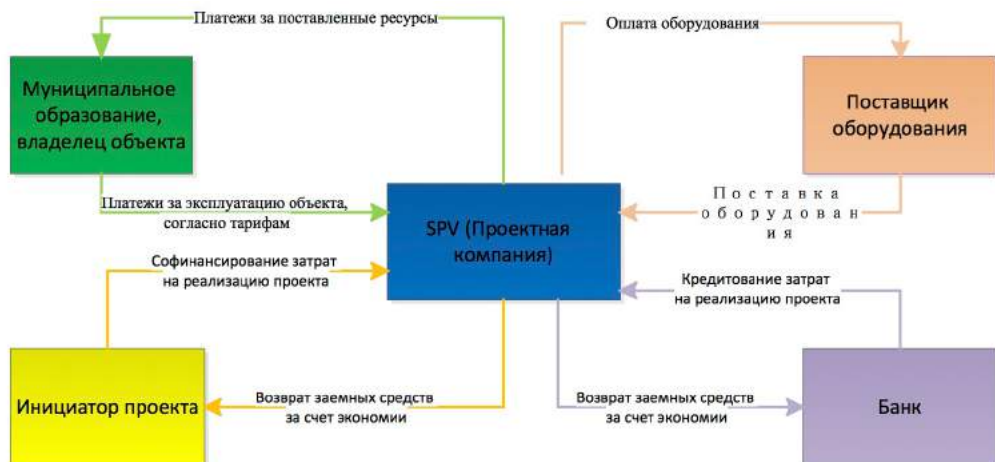 Платежи за поставленные ресурсы
Оплата оборудования
Муниципальное
образование,
владелец объекта
Поставщик
оборудования
Платежи за эксплуатацию объекта,
согласно тарифам
SPV (Проектная
компания)
Поставка
оборудован
ия
Софинансирование затрат
на реализацию проекта
Кредитование затрат
на реализацию проекта
Инициатор проекта
Возврат заемных средств
за счет экономии
Возврат заемных средств
за счет экономии
Банк